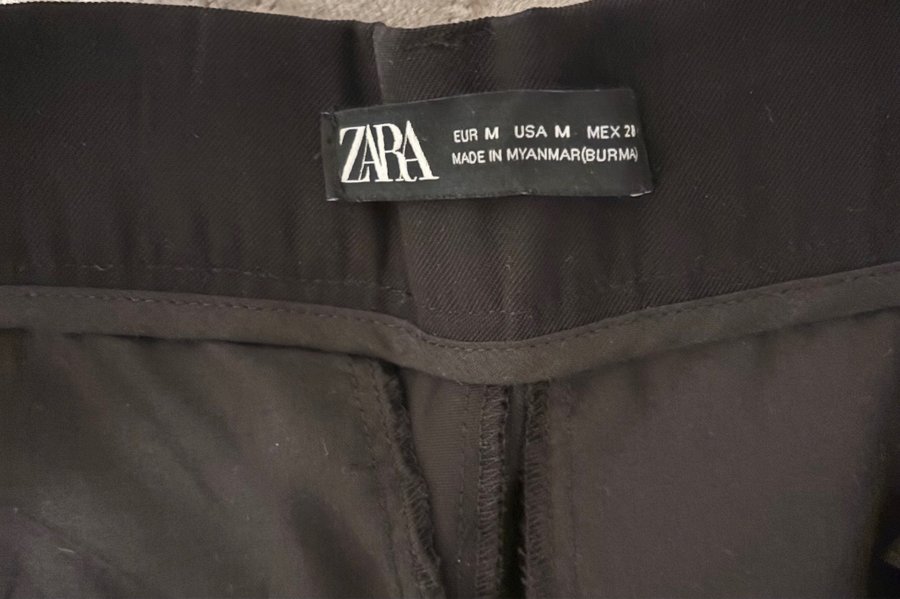 ZARA
EUR M USA M MEX 28
MADE IN MYANMAR(BURMA)